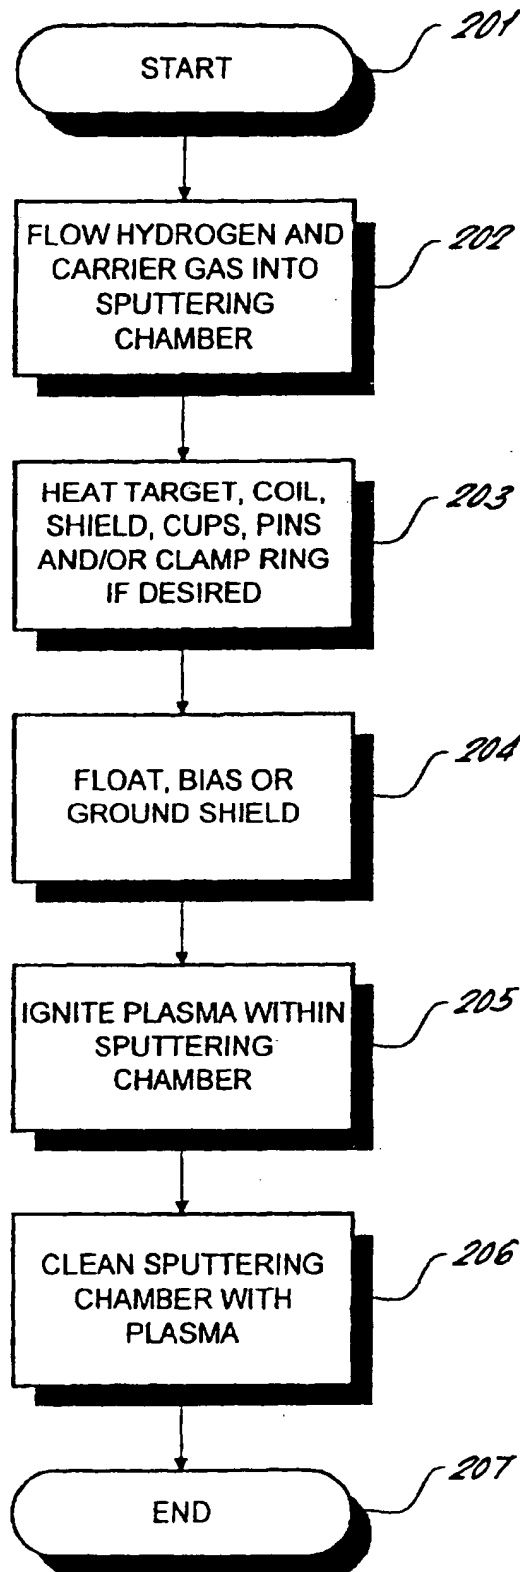 201
START
202
FLOW HYDROGEN AND
CARRIER GAS INTO
SPUTTERING
CHAMBER
203
HEAT TARGET, COIL,
SHIELD, CUPS, PINS
AND/OR CLAMP RING
IF DESIRED
204
FLOAT, BIAS OR
GROUND SHIELD
205
IGNITE PLASMA WITHIN
SPUTTERING
CHAMBER
206
CLEAN SPUTTERING
CHAMBER WITH
PLASMA
207
END